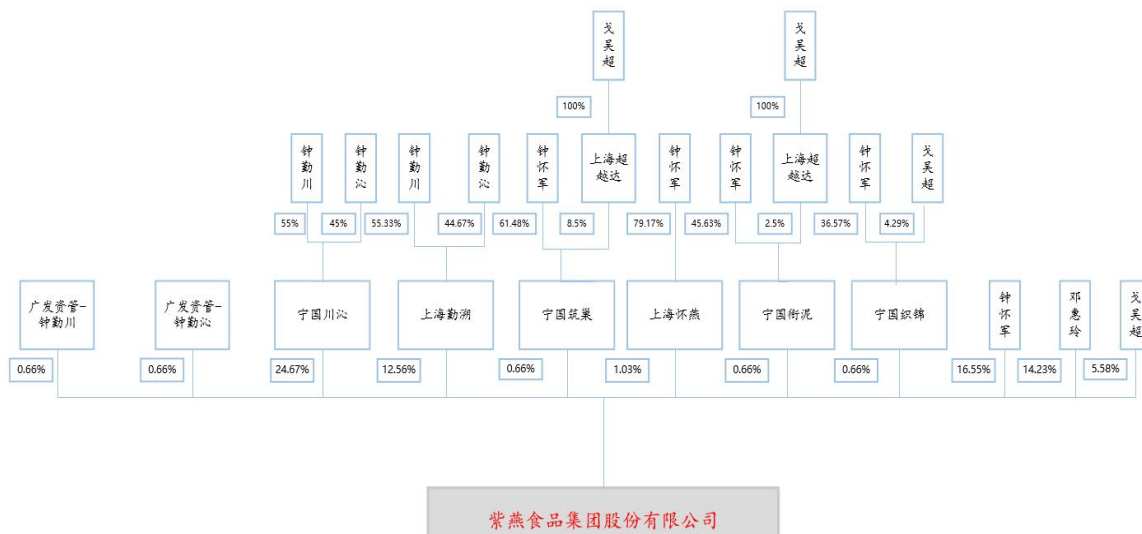 戈吴超
戈吴超
100%
100%
钟勤川
钟勤沁
钟勤川
钟勤沁
钟怀军
上海超
越达
钟怀军
钟怀军
上海超
越达
钟怀军
戈吴超
55%
45%
55.33%
44.67%
61.48%
8.5%
79.17%
45.63%
2.5%
36.57%
4.29%
广发资管-
钟勤川
广发资管-
钟勤沁
宁国川沁
上海勤溯
宁国筑巢
上海怀燕
宁国衔泥
宁国织锦
钟怀军
邓惠玲
戈吴超
0.66%
0.66%
24.67%
12.56%
0.66%
1.03%
0.66%
0.66%
16.55%
14.23%
5.58%
紫燕食品集团股份有限公司